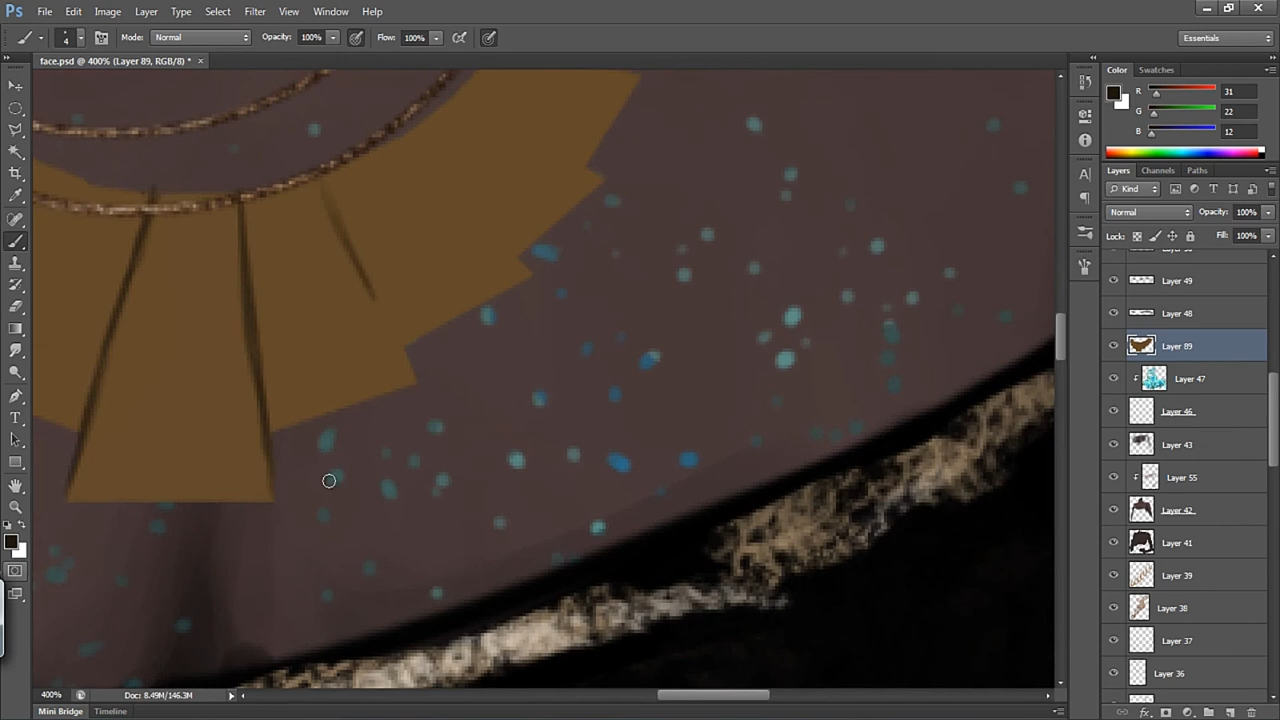 Ps File Edit Image Layer Type Select Filter View Window Help
4 Mode: Normal Opacity: 100% Flow: 100% Essentials
face.psd @ 400% (Layer 89, RGB/8) * ×
Color Swatches
R 31
G 22
B 12
Layers Channels Paths
Kind
Normal Opacity: 100%
Lock: Fill: 100%
Layer 49
Layer 48
Layer 89
Layer 47
Layer 46
Layer 43
Layer 55
Layer 42
Layer 41
Layer 39
Layer 38
Layer 37
Layer 36
400% Doc: 8.49M/146.3M
Mini Bridge Timeline